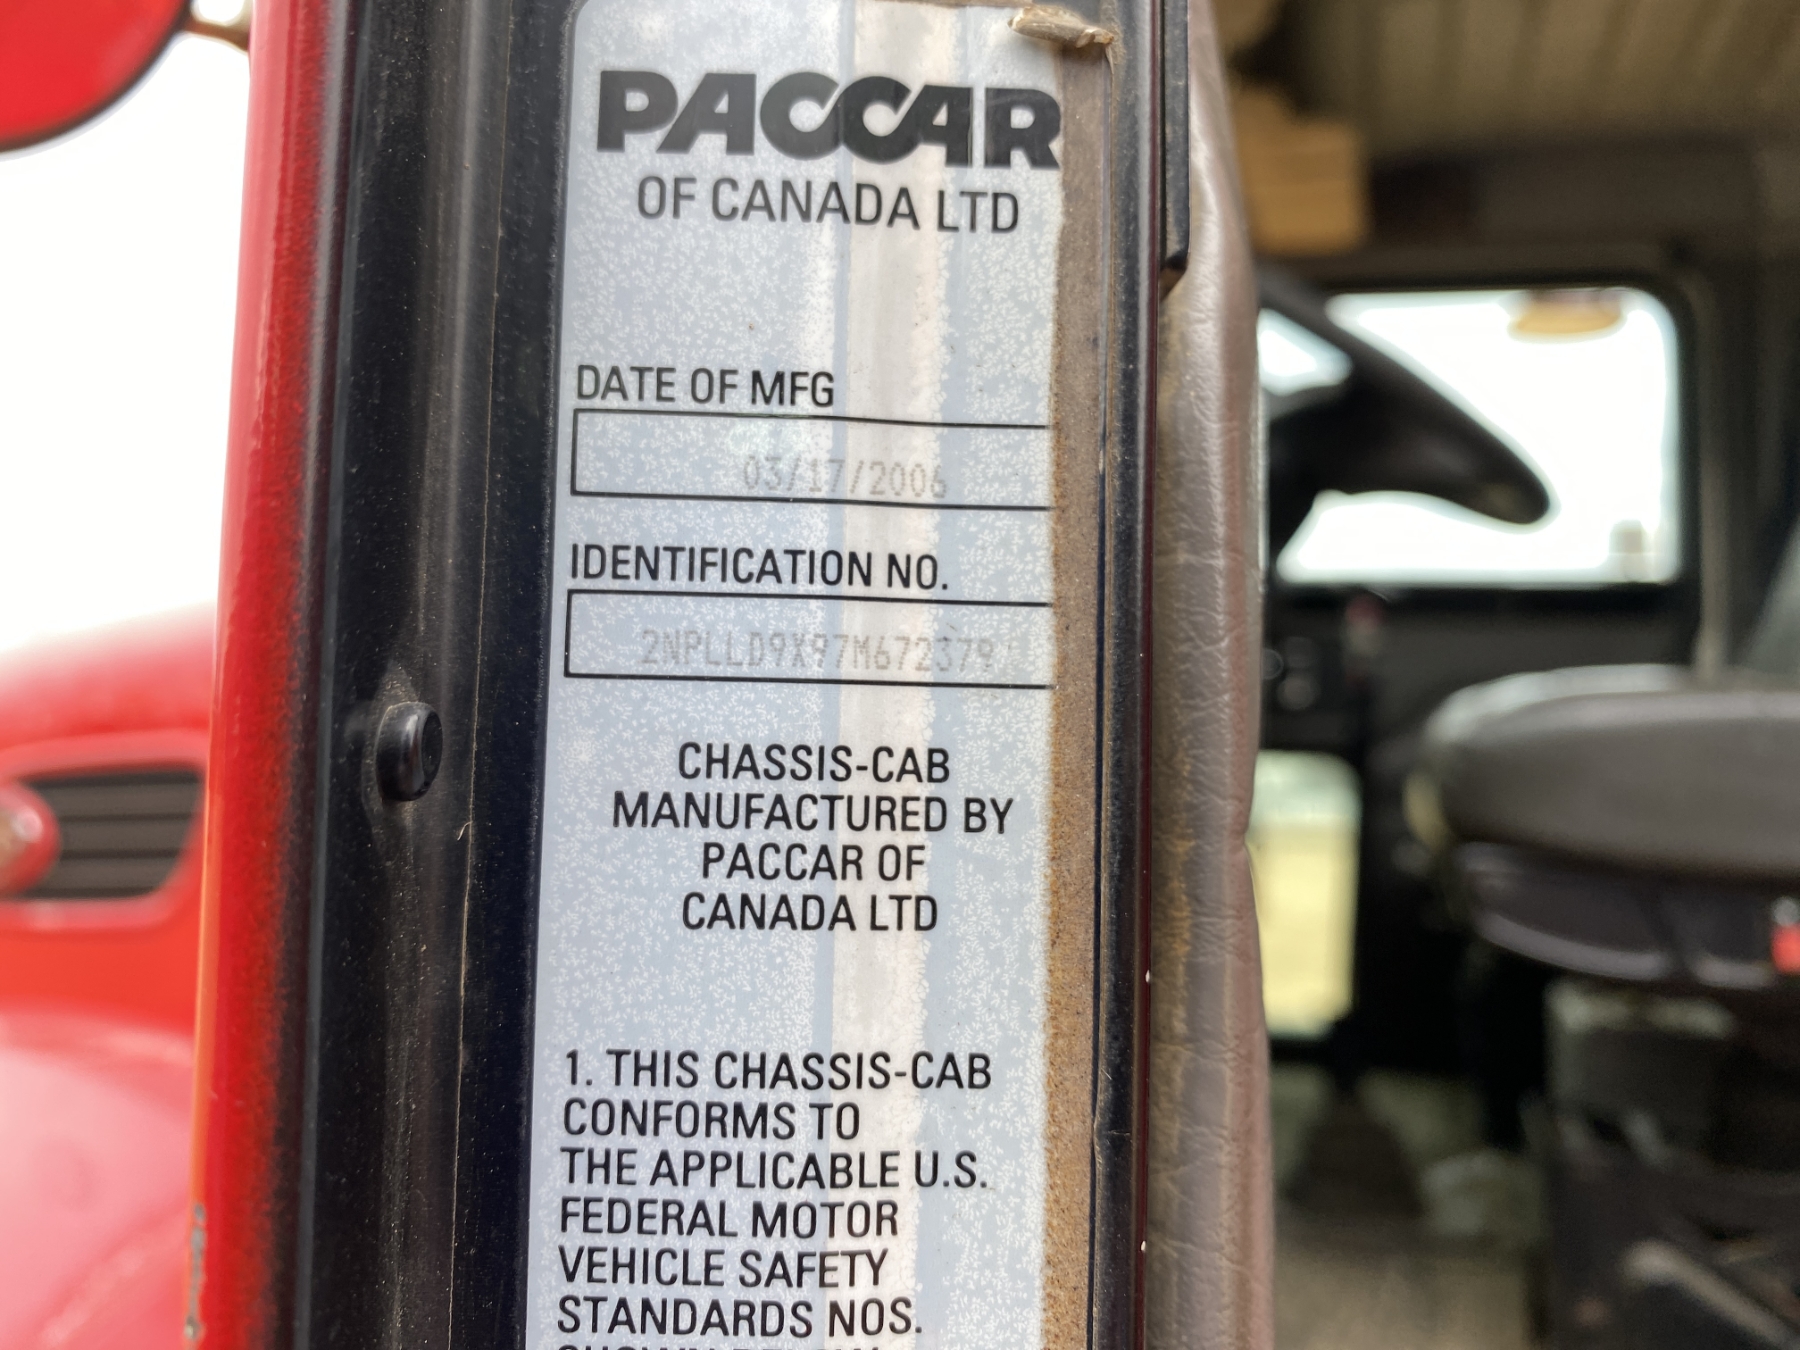 PACCAR
OF CANADA LTD
DATE OF MFG
03/17/2006
IDENTIFICATION NO.
2NPLLD9X97M672379
CHASSIS-CAB
MANUFACTURED BY
PACCAR OF
CANADA LTD
1. THIS CHASSIS-CAB
CONFORMS TO
THE APPLICABLE U.S.
FEDERAL MOTOR
VEHICLE SAFETY
STANDARDS NOS.